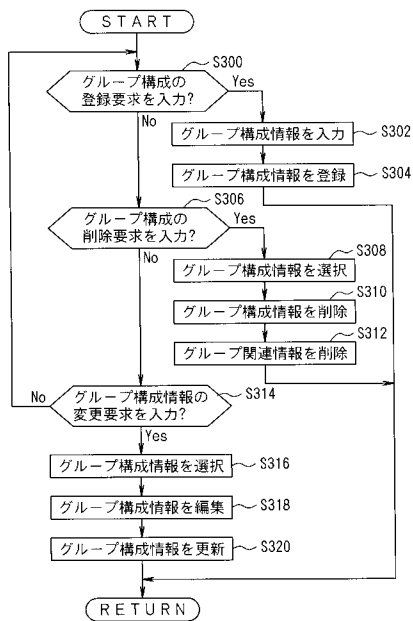 START
S300
グループ構成の
登録要求を入力?
Yes
No
グループ構成情報を入力
S302
グループ構成情報を登録
S304
S306
グループ構成の
削除要求を入力?
Yes
No
S308
グループ構成情報を選択
S310
グループ構成情報を削除
S312
グループ関連情報を削除
S314
No
グループ構成情報の
変更要求を入力?
Yes
グループ構成情報を選択
S316
グループ構成情報を編集
S318
グループ構成情報を更新
S320
RETURN